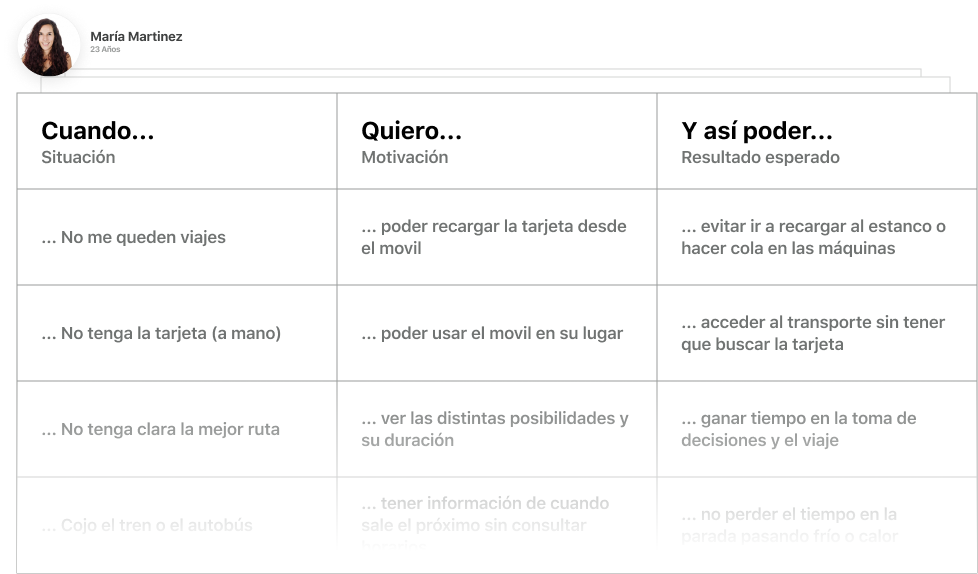 María Martinez
23 Años
Cuando...
Situación
Quiero...
Motivación
Y así poder...
Resultado esperado
... No me queden viajes
... poder recargar la tarjeta desde
el movil
... evitar ir a recargar al estanco o
hacer cola en las máquinas
... No tenga la tarjeta (a mano)
... poder usar el movil en su lugar
... acceder al transporte sin tener
que buscar la tarjeta
... No tenga clara la mejor ruta
... ver las distintas posibilidades y
su duración
... ganar tiempo en la toma de
decisiones y el viaje
... Cojo el tren o el autobús
... tener información de cuando
sale el próximo sin consultar
... no perder el tiempo en la
parada pasando frío o calor